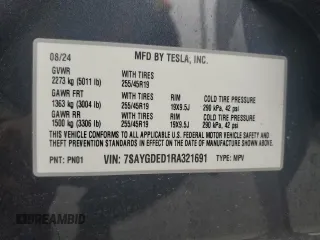 MFD BY TESLA, INC.
08/24
GVWR WITH TIRES
2273 kg (5011 lb) 255/45R19
GAWR FRT WITH TIRES RIM COLD TIRE PRESSURE
1363 kg (3004 lb) 255/45R19 19X9.5J 290 kPa, 42 psi
GAWR RR WITH TIRES RIM COLD TIRE PRESSURE
1500 kg (3306 lb) 255/45R19 19X9.5J 290 kPa, 42 psi
THIS VEHICLE CONFORMS TO ALL APPLICABLE U.S. FEDERAL MOTOR VEHICLE SAFETY AND
THEFT PREVENTION STANDARDS IN EFFECT ON THE DATE OF MANUFACTURE SHOWN ABOVE.
PNT: PN01 VIN: 7SAYGDED1RA321691 TYPE: MPV
OKCARZ.COM